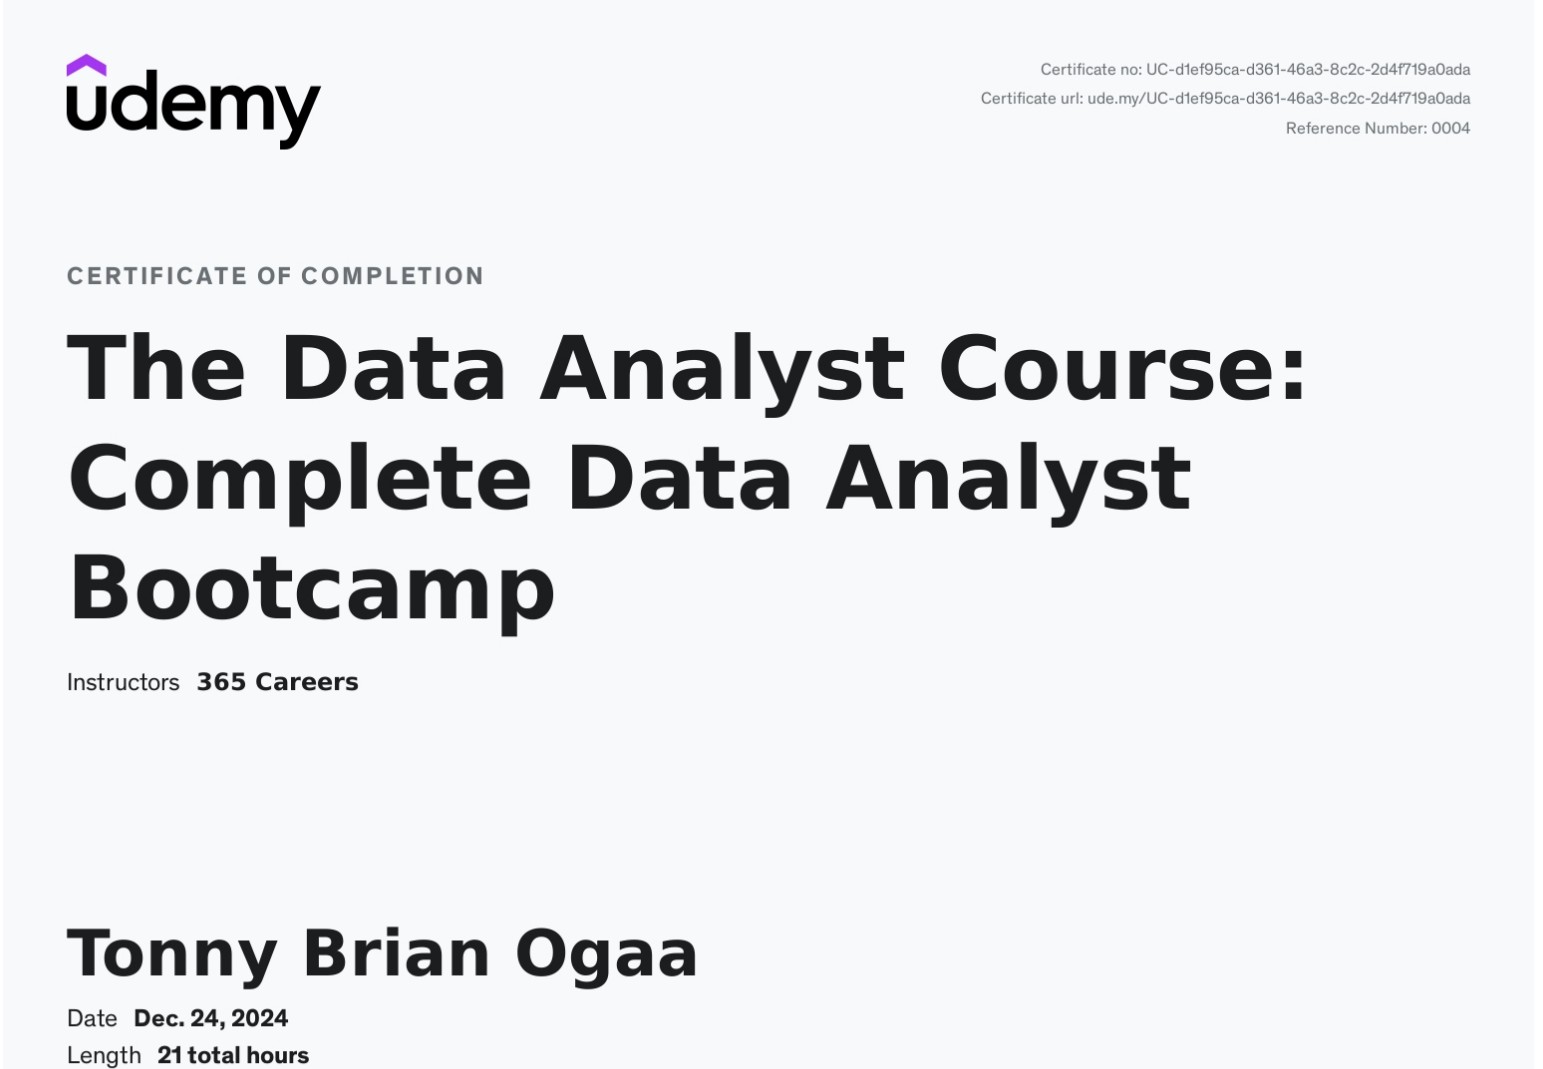 udemy
Certificate no: UC-d1ef95ca-d361-46a3-8c2c-2d4f719a0ada
Certificate url: ude.my/UC-d1ef95ca-d361-46a3-8c2c-2d4f719a0ada
Reference Number: 0004
CERTIFICATE OF COMPLETION
The Data Analyst Course:
Complete Data Analyst
Bootcamp
Instructors 365 Careers
Tonny Brian Ogaa
Date Dec. 24, 2024
Length 21 total hours